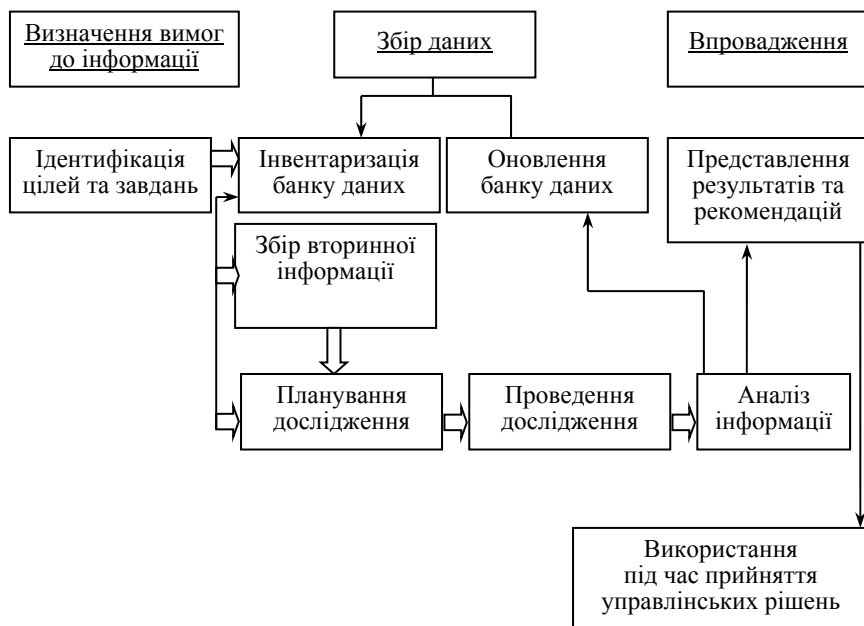 Визначення вимог
до інформації
Збір даних
Впровадження
Ідентифікація
цілей та завдань
Інвентаризація
банку даних
Оновлення
банку даних
Представлення
результатів та
рекомендацій
Збір вторинної
інформації
Планування
дослідження
Проведення
дослідження
Аналіз
інформації
Використання
під час прийняття
управлінських рішень